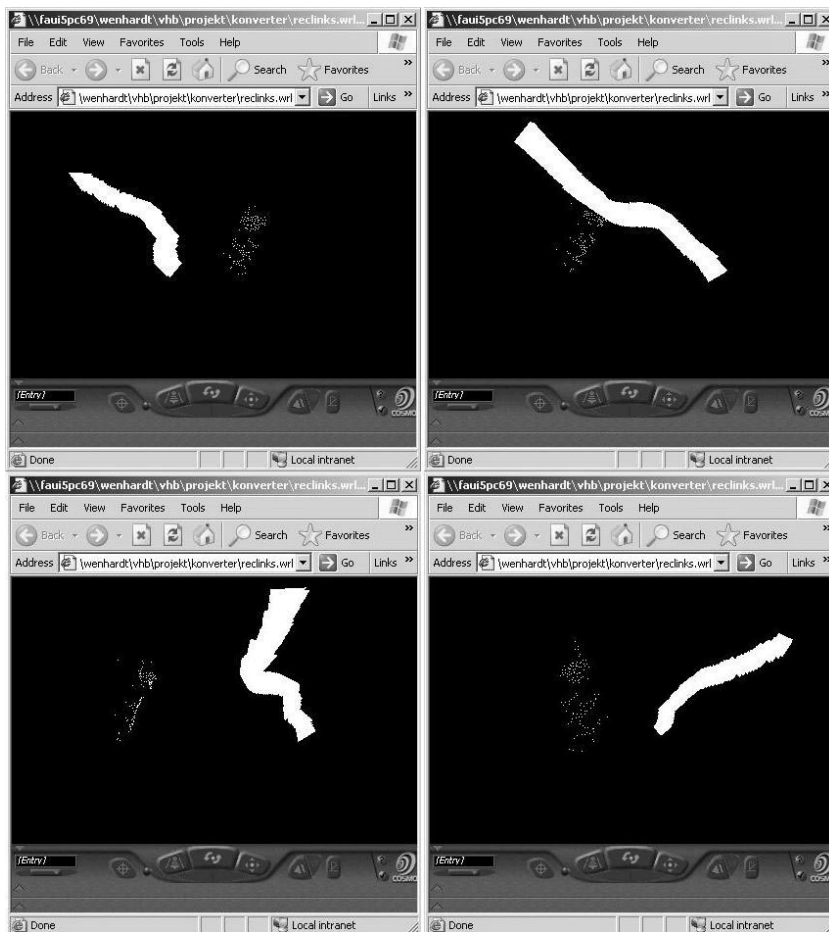 \\faui5pc69\wenhardt\vhb\projekt\konverter\reclinks.wrl...
File Edit View Favorites Tools Help
Back Search Favorites »
Address \wenhardt\vhb\projekt\konverter\reclinks.wrl Go Links »
[Entry]
COSMO
Done Local intranet
\\faui5pc69\wenhardt\vhb\projekt\konverter\reclinks.wrl...
File Edit View Favorites Tools Help
Back Search Favorites »
Address \wenhardt\vhb\projekt\konverter\reclinks.wrl Go Links »
[Entry]
COSMO
Done Local intranet
\\faui5pc69\wenhardt\vhb\projekt\konverter\reclinks.wrl...
File Edit View Favorites Tools Help
Back Search Favorites »
Address \wenhardt\vhb\projekt\konverter\reclinks.wrl Go Links »
[Entry]
COSMO
Done Local intranet
\\faui5pc69\wenhardt\vhb\projekt\konverter\reclinks.wrl...
File Edit View Favorites Tools Help
Back Search Favorites »
Address \wenhardt\vhb\projekt\konverter\reclinks.wrl Go Links »
[Entry]
COSMO
Done Local intranet